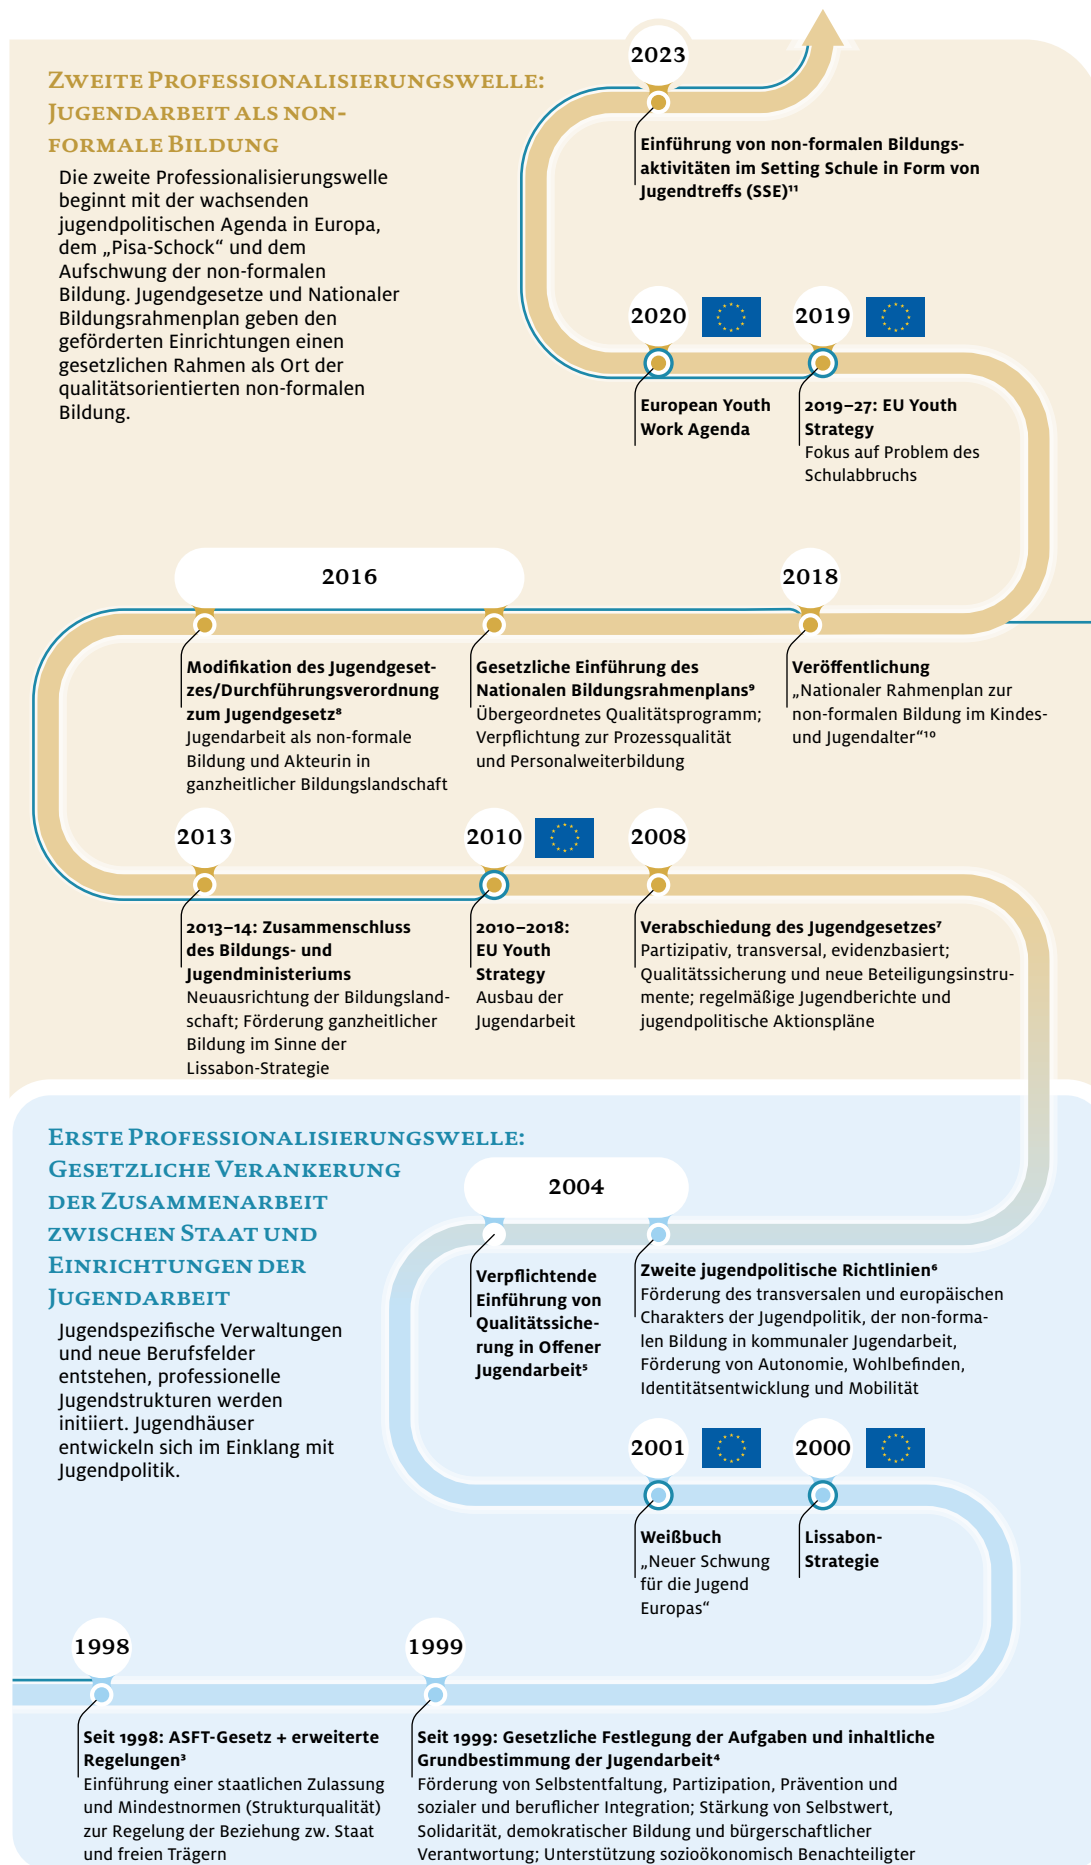 2023
Zweite Professionalisierungswelle:
Jugendarbeit als non-
formale Bildung
Die zweite Professionalisierungswelle
beginnt mit der wachsenden
jugendpolitischen Agenda in Europa,
dem „Pisa-Schock“ und dem
Aufschwung der non-formalen
Bildung. Jugendgesetze und Nationaler
Bildungsrahmenplan geben den
geförderten Einrichtungen einen
gesetzlichen Rahmen als Ort der
qualitätsorientierten non-formalen
Bildung.
Einführung von non-formalen Bildungs-
aktivitäten im Setting Schule in Form von
Jugendtreffs (SSE)¹¹
2020
European Youth
Work Agenda
2019
2019–27: EU Youth
Strategy
Fokus auf Problem des
Schulabbruchs
2016
Modifikation des Jugendgeset-
zes/Durchführungsverordnung
zum Jugendgesetz⁸
Jugendarbeit als non-formale
Bildung und Akteurin in
ganzheitlicher Bildungslandschaft
Gesetzliche Einführung des
Nationalen Bildungsrahmenplans⁹
Übergeordnetes Qualitätsprogramm;
Verpflichtung zur Prozessqualität
und Personalweiterbildung
2018
Veröffentlichung
„Nationaler Rahmenplan zur
non-formalen Bildung im Kindes-
und Jugendalter“¹⁰
2013
2013–14: Zusammenschluss
des Bildungs- und
Jugendministeriums
Neuausrichtung der Bildungsland-
schaft; Förderung ganzheitlicher
Bildung im Sinne der
Lissabon-Strategie
2010
2010–2018:
EU Youth
Strategy
Ausbau der
Jugendarbeit
2008
Verabschiedung des Jugendgesetzes⁷
Partizipativ, transversal, evidenzbasiert;
Qualitätssicherung und neue Beteiligungsinstru-
mente; regelmäßige Jugendberichte und
jugendpolitische Aktionspläne
Erste Professionalisierungswelle:
Gesetzliche Verankerung
der Zusammenarbeit
zwischen Staat und
Einrichtungen der
Jugendarbeit
Jugendspezifische Verwaltungen
und neue Berufsfelder
entstehen, professionelle
Jugendstrukturen werden
initiiert. Jugendhäuser
entwickeln sich im Einklang mit
Jugendpolitik.
2004
Verpflichtende
Einführung von
Qualitätssiche-
rung in Offener
Jugendarbeit⁵
Zweite jugendpolitische Richtlinien⁶
Förderung des transversalen und europäischen
Charakters der Jugendpolitik, der non-forma-
len Bildung in kommunaler Jugendarbeit,
Förderung von Autonomie, Wohlbefinden,
Identitätsentwicklung und Mobilität
2001
Weißbuch
„Neuer Schwung
für die Jugend
Europas“
2000
Lissabon-
Strategie
1998
Seit 1998: ASFT-Gesetz + erweiterte
Regelungen³
Einführung einer staatlichen Zulassung
und Mindestnormen (Strukturqualität)
zur Regelung der Beziehung zw. Staat
und freien Trägern
1999
Seit 1999: Gesetzliche Festlegung der Aufgaben und inhaltliche
Grundbestimmung der Jugendarbeit⁴
Förderung von Selbstentfaltung, Partizipation, Prävention und
sozialer und beruflicher Integration; Stärkung von Selbstwert,
Solidarität, demokratischer Bildung und bürgerschaftlicher
Verantwortung; Unterstützung sozioökonomisch Benachteiligter